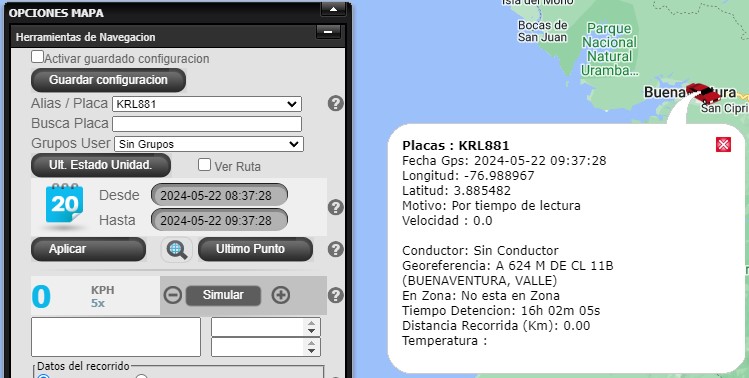 OPCIONES MAPA
Herramientas de Navegacion
Activar guardado configuracion
Guardar configuracion
Alias / Placa KRL881
?
Busca Placa
Grupos User Sin Grupos
Ult. Estado Unidad.
Ver Ruta
20
Desde 2024-05-22 08:37:28
Hasta 2024-05-22 09:37:28
?
Aplicar
Ultimo Punto
?
0 KPH
5x
Simular
?
?
Datos del recorrido
Isla del Mono
Bocas de
San Juan
Parque
Nacional
Natural
Uramba...
Buenaventura
San Cipri
Placas : KRL881
Fecha Gps: 2024-05-22 09:37:28
Longitud: -76.988967
Latitud: 3.885482
Motivo: Por tiempo de lectura
Velocidad : 0.0
Conductor: Sin Conductor
Georeferencia: A 624 M DE CL 11B
(BUENAVENTURA, VALLE)
En Zona: No esta en Zona
Tiempo Detencion: 16h 02m 05s
Distancia Recorrida (Km): 0.00
Temperatura :